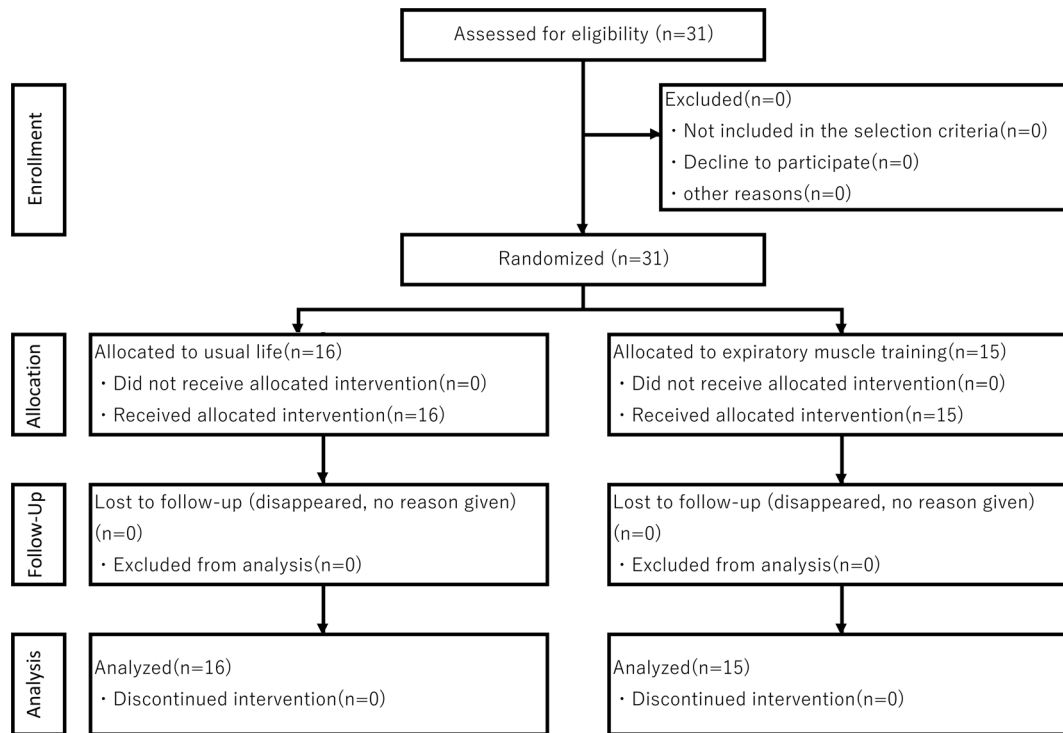 Assessed for eligibility (n=31)
Enrollment
Excluded(n=0)
・Not included in the selection criteria(n=0)
・Decline to participate(n=0)
・other reasons(n=0)
Randomized (n=31)
Allocation
Allocated to usual life(n=16)
・Did not receive allocated intervention(n=0)
・Received allocated intervention(n=16)
Allocated to expiratory muscle training(n=15)
・Did not receive allocated intervention(n=0)
・Received allocated intervention(n=15)
Follow-Up
Lost to follow-up (disappeared, no reason given)
(n=0)
・Excluded from analysis(n=0)
Lost to follow-up (disappeared, no reason given)
(n=0)
・Excluded from analysis(n=0)
Analysis
Analyzed(n=16)
・Discontinued intervention(n=0)
Analyzed(n=15)
・Discontinued intervention(n=0)